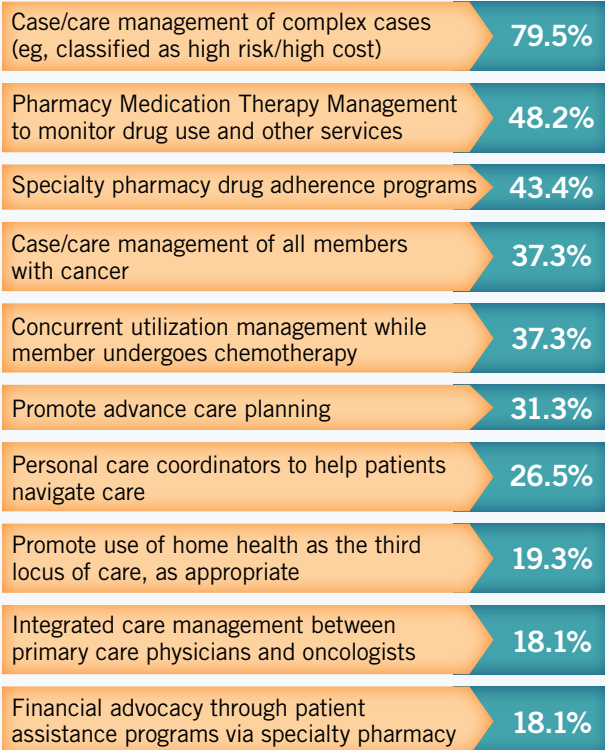 Case/care management of complex cases
(eg, classified as high risk/high cost)
79.5%
Pharmacy Medication Therapy Management
to monitor drug use and other services
48.2%
Specialty pharmacy drug adherence programs
43.4%
Case/care management of all members
with cancer
37.3%
Concurrent utilization management while
member undergoes chemotherapy
37.3%
Promote advance care planning
31.3%
Personal care coordinators to help patients
navigate care
26.5%
Promote use of home health as the third
locus of care, as appropriate
19.3%
Integrated care management between
primary care physicians and oncologists
18.1%
Financial advocacy through patient
assistance programs via specialty pharmacy
18.1%